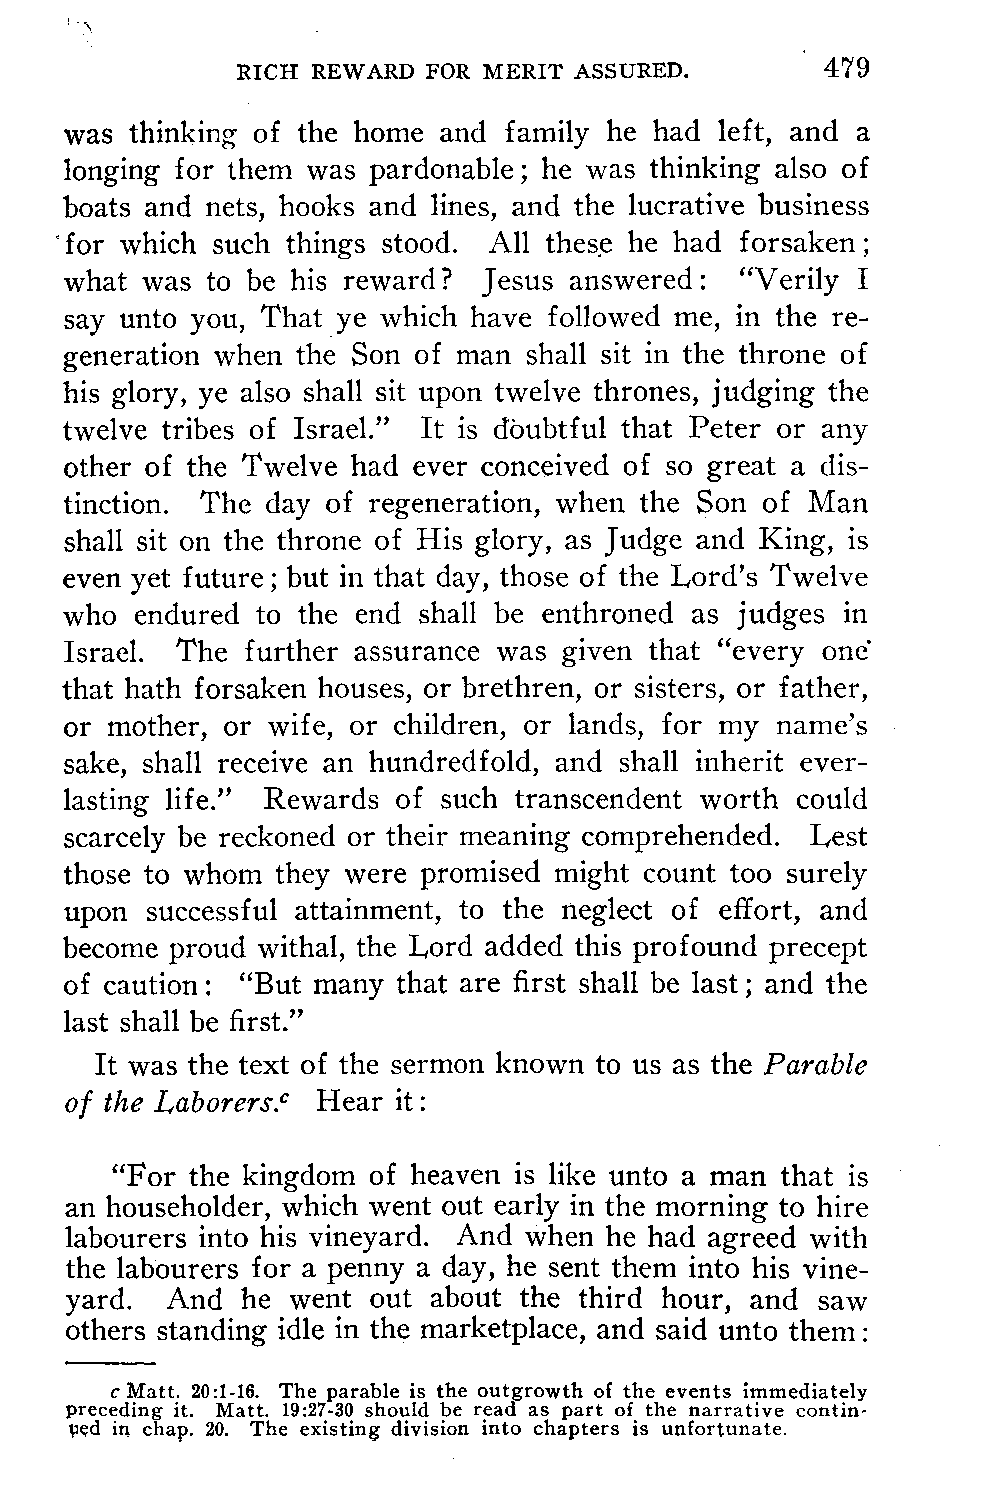 RICH REWARD FOR MERIT ASSURED. 479
was thinking of the home and family he had left, and a
longing for them was pardonable; he was thinking also of
boats and nets, hooks and lines, and the lucrative business
for which such things stood. All these he had forsaken;
what was to be his reward? Jesus answered: “Verily I
say unto you, That ye which have followed me, in the re-
generation when the Son of man shall sit in the throne of
his glory, ye also shall sit upon twelve thrones, judging the
twelve tribes of Israel.” It is doubtful that Peter or any
other of the Twelve had ever conceived of so great a dis-
tinction. The day of regeneration, when the Son of Man
shall sit on the throne of His glory, as Judge and King, is
even yet future; but in that day, those of the Lord's Twelve
who endured to the end shall be enthroned as judges in
Israel. The further assurance was given that “every one
that hath forsaken houses, or brethren, or sisters, or father,
or mother, or wife, or children, or lands, for my name's
sake, shall receive an hundredfold, and shall inherit ever-
lasting life.” Rewards of such transcendent worth could
scarcely be reckoned or their meaning comprehended. Lest
those to whom they were promised might count too surely
upon successful attainment, to the neglect of effort, and
become proud withal, the Lord added this profound precept
of caution: “But many that are first shall be last; and the
last shall be first.”
It was the text of the sermon known to us as the Parable
of the Laborers.c Hear it:
“For the kingdom of heaven is like unto a man that is
an householder, which went out early in the morning to hire
labourers into his vineyard. And when he had agreed with
the labourers for a penny a day, he sent them into his vine-
yard. And he went out about the third hour, and saw
others standing idle in the marketplace, and said unto them:
c Matt. 20:1-16. The parable is the outgrowth of the events immediately
preceding it. Matt. 19:27-30 should be read as part of the narrative contin-
ued in chap. 20. The existing division into chapters is unfortunate.